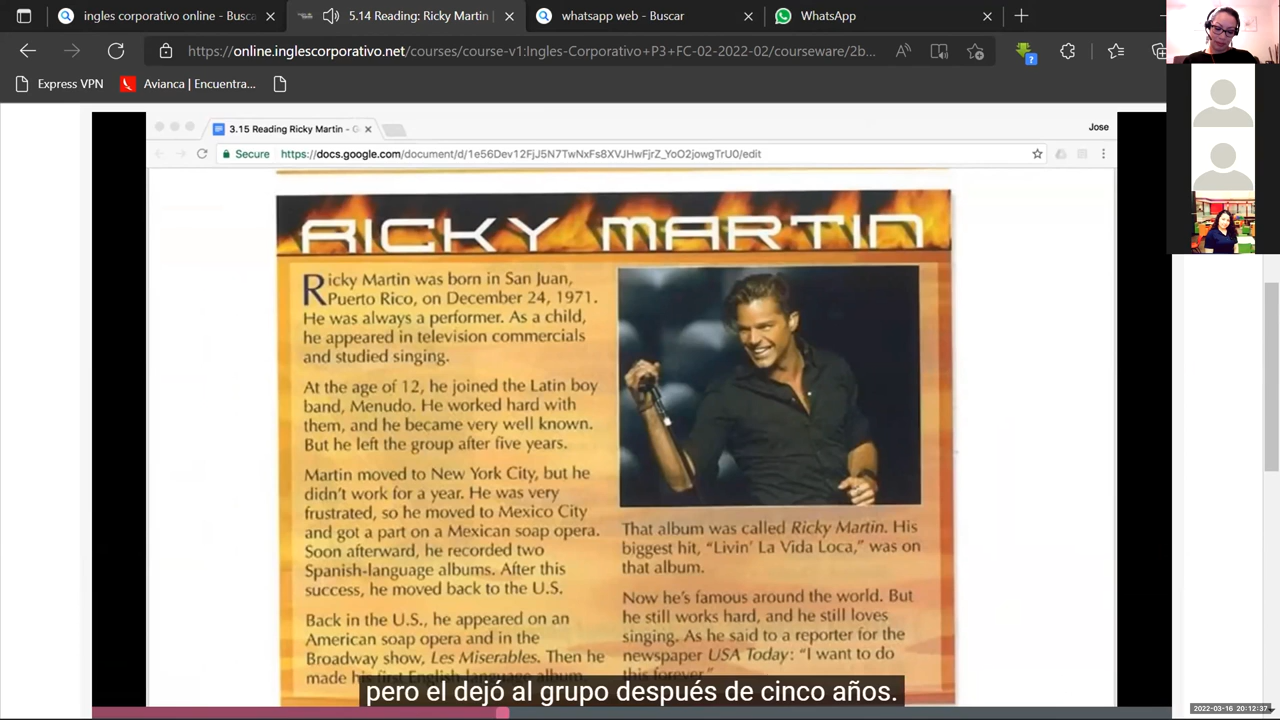 ingles corporativo online - Busca
5.14 Reading: Ricky Ma
whatsapp web - Buscar
WhatsApp
https://online.inglescorporativo.net/courses/course-v1:Ingles-Corporativo+P3+FC-02-2022-02/courseware/2b...
Express VPN
Avianca | Encuentra...
3.15 Reading Ricky Martin - G
Jose
Secure
https://docs.google.com/document/d/1e56Dev12FjJ5N7TwNxFs8XVJHwFjrZ_YoO2jowgTrU0/edit
RICKY MARTIN
Ricky Martin was born in San Juan,
Puerto Rico, on December 24, 1971.
He was always a performer. As a child,
he appeared in television commercials
and studied singing.
At the age of 12, he joined the Latin boy
band, Menudo. He worked hard with
them, and he became very well known.
But he left the group after five years.
Martin moved to New York City, but he
didn't work for a year. He was very
frustrated, so he moved to Mexico City
and got a part on a Mexican soap opera.
Soon afterward, he recorded two
Spanish-language albums. After this
success, he moved back to the U.S.
Back in the U.S., he appeared on an
American soap opera and in the
Broadway show, Les Miserables. Then he
made his first English-language album.
That album was called Ricky Martin. His
biggest hit, “Livin’ La Vida Loca,” was on
that album.
Now he's famous around the world. But
he still works hard, and he still loves
singing. As he said to a reporter for the
newspaper USA Today: “I want to do
this forever.”
pero el dejó al grupo después de cinco años.
2022-03-16 20:12:37